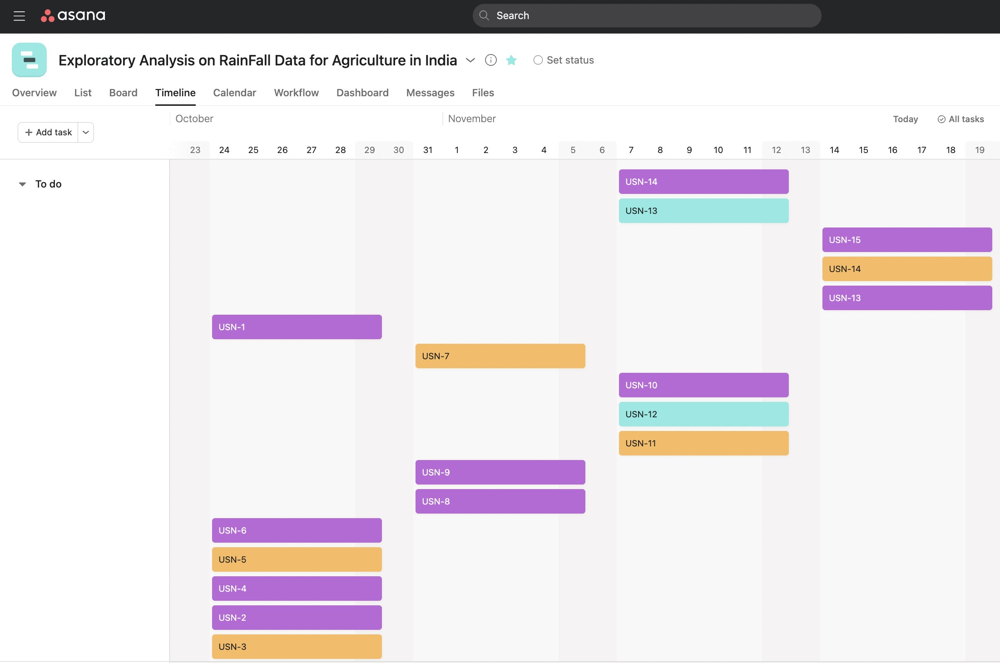 asana
Search
Exploratory Analysis on RainFall Data for Agriculture in India
Set status
Overview List Board Timeline Calendar Workflow Dashboard Messages Files
October November Today All tasks
+ Add task
23 24 25 26 27 28 29 30 31 1 2 3 4 5 6 7 8 9 10 11 12 13 14 15 16 17 18 19
To do
USN-14
USN-13
USN-15
USN-14
USN-13
USN-1
USN-7
USN-10
USN-12
USN-11
USN-9
USN-8
USN-6
USN-5
USN-4
USN-2
USN-3